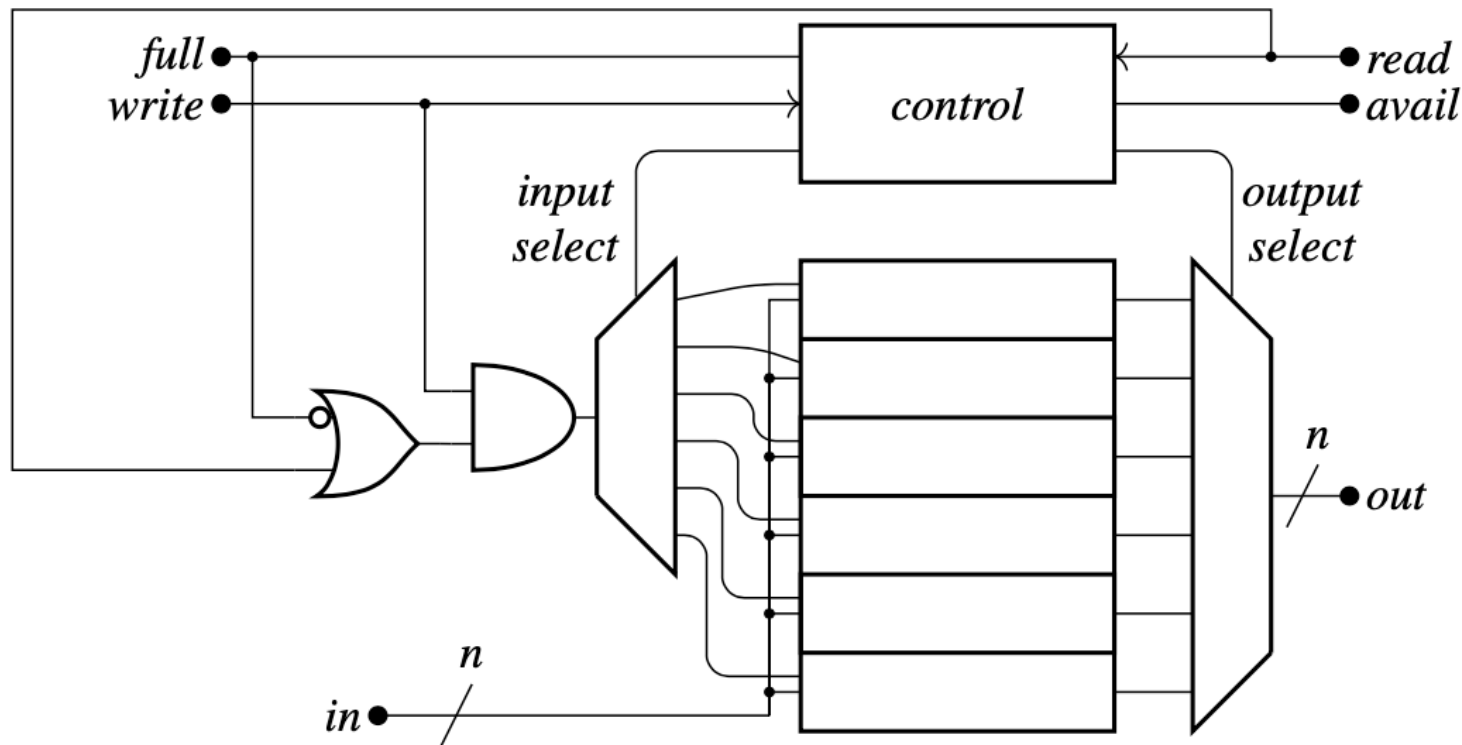 full
read
write
control
avail
input
select
output
select
n
out
n
in